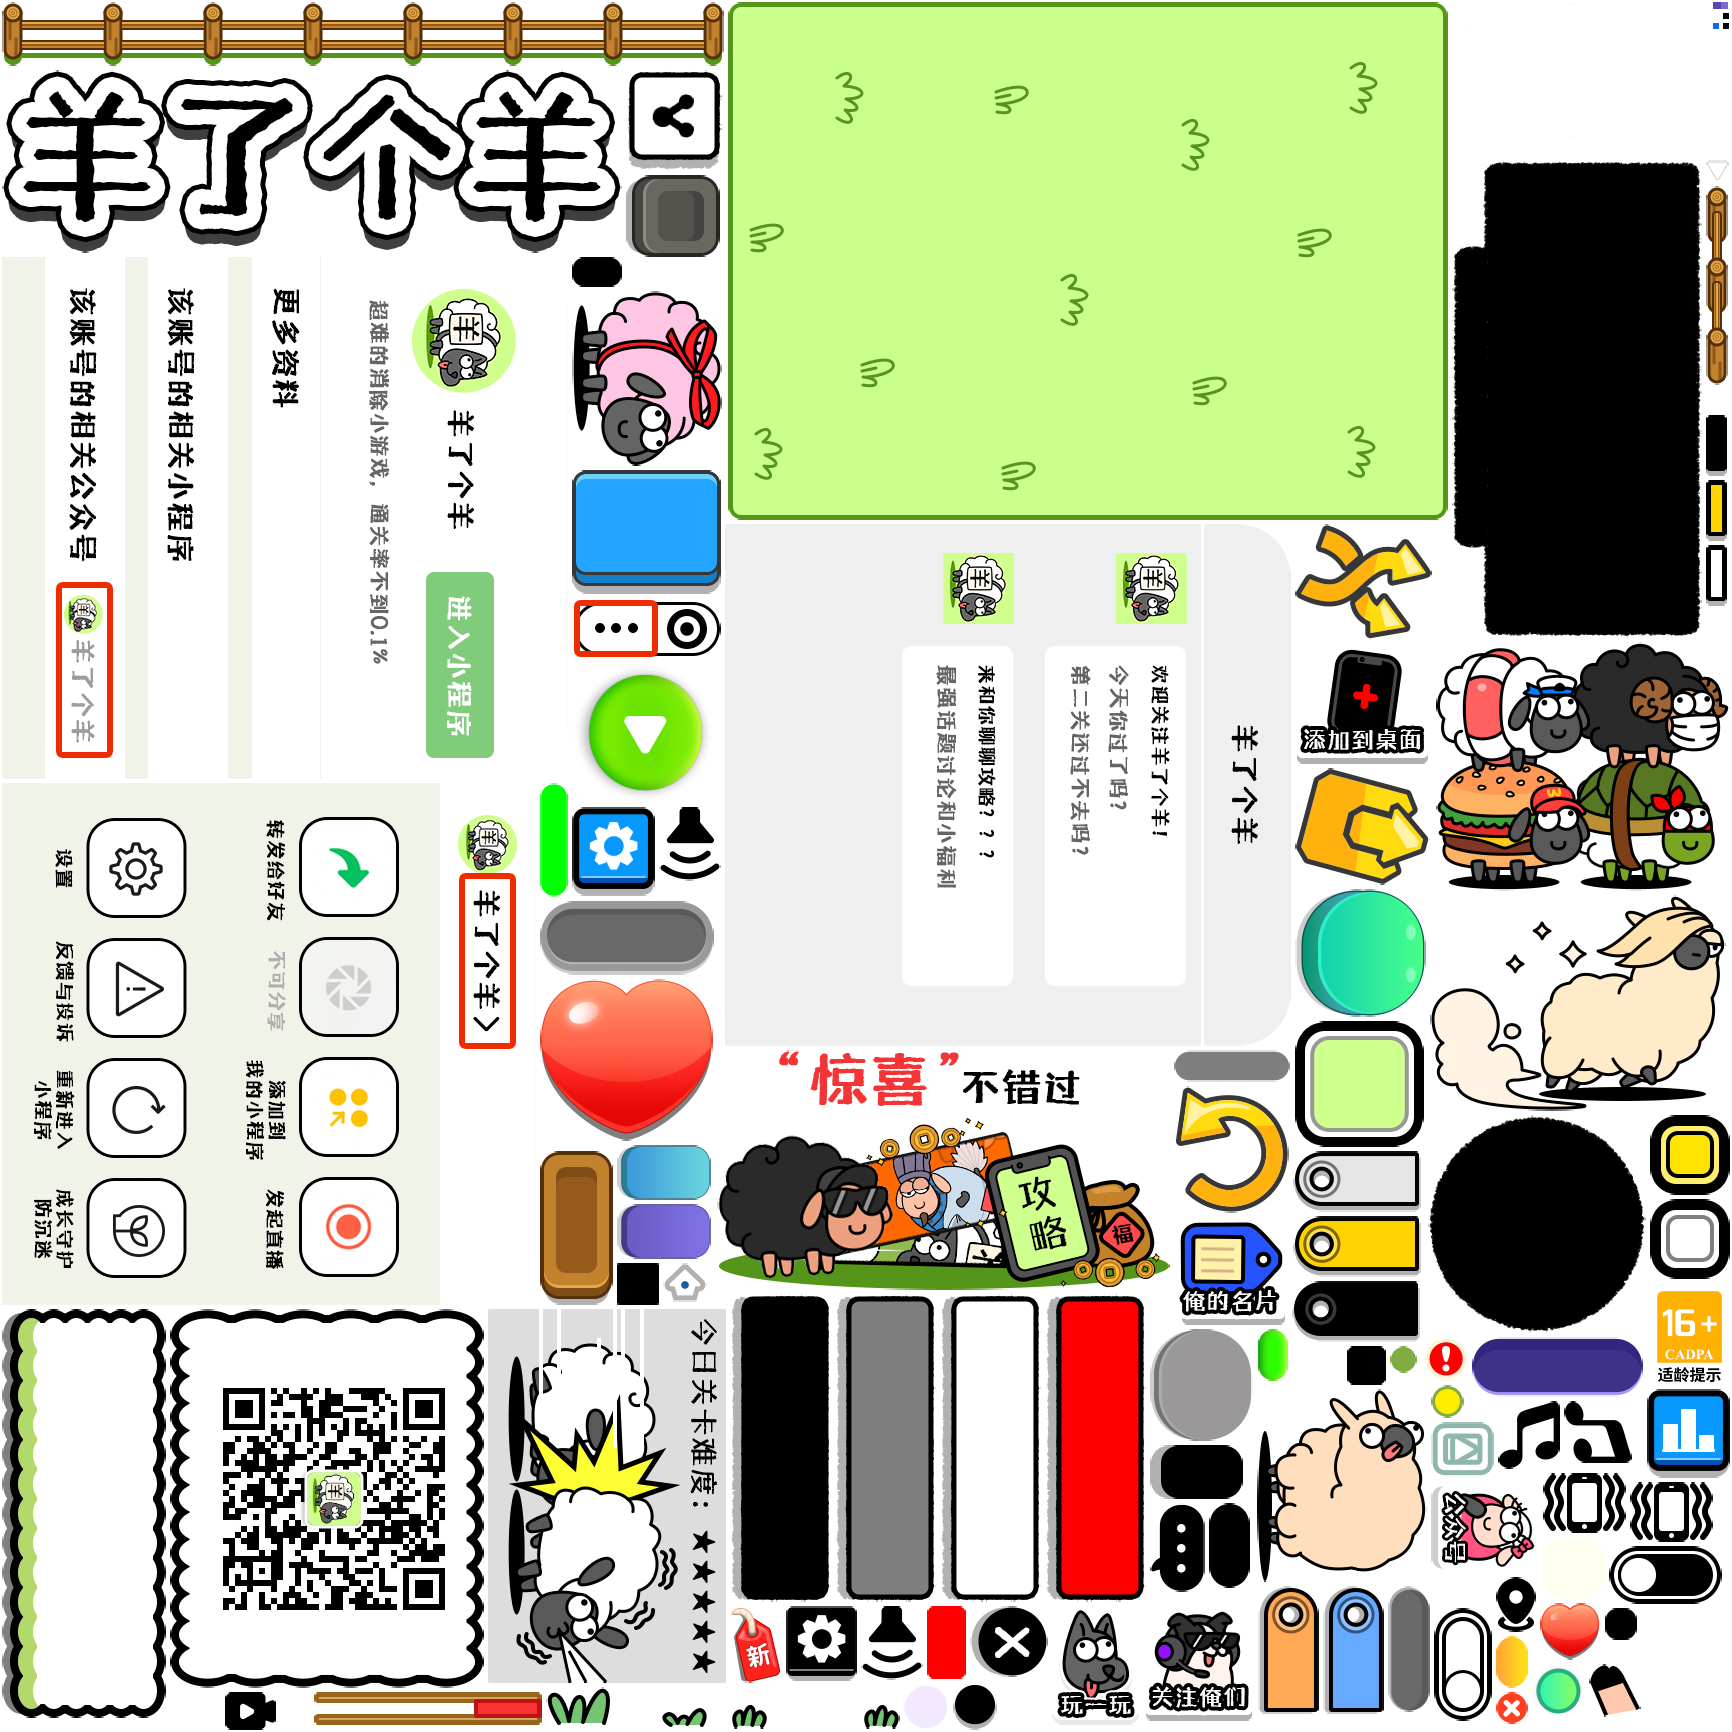 羊了个羊
羊
羊了个羊
超难的消除小游戏，通关率不到0.1%
进入小程序
更多资料
该账号的相关小程序
该账号的相关公众号
羊了个羊
羊
羊了个羊
羊
欢迎关注羊了个羊!
今天你过了吗?
第二关还过不去吗?
羊
来和你聊聊攻略? ? ?
最强话题讨论和小福利
添加到桌面
羊
羊了个羊>
转发给好友
不可分享
添加到
我的小程序
发起直播
设置
反馈与投诉
重新进入
小程序
成长守护
防沉迷
“惊喜”不错过
攻略
福
俺的名片
16+
CADPA
适龄提示
羊
今日关卡难度：★★★★★
公众号
新
玩一玩
关注俺们